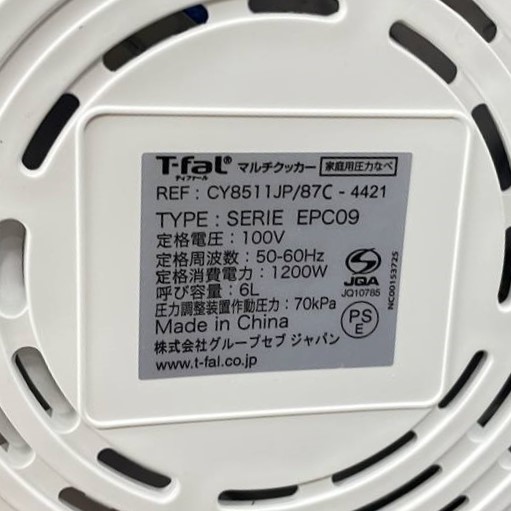 T-fal® マルチクッカー 家庭用圧力なべ
ティファール
REF : CY8511JP/87C - 4421
TYPE : SERIE EPC09
定格電圧 : 100V
定格周波数 : 50-60Hz
定格消費電力 : 1200W
呼び容量 : 6L
圧力調整装置作動圧力 : 70kPa
Made in China
株式会社グループセブ ジャパン
www.t-fal.co.jp
S
JQA
JQ10785
PS
E
NC00153725